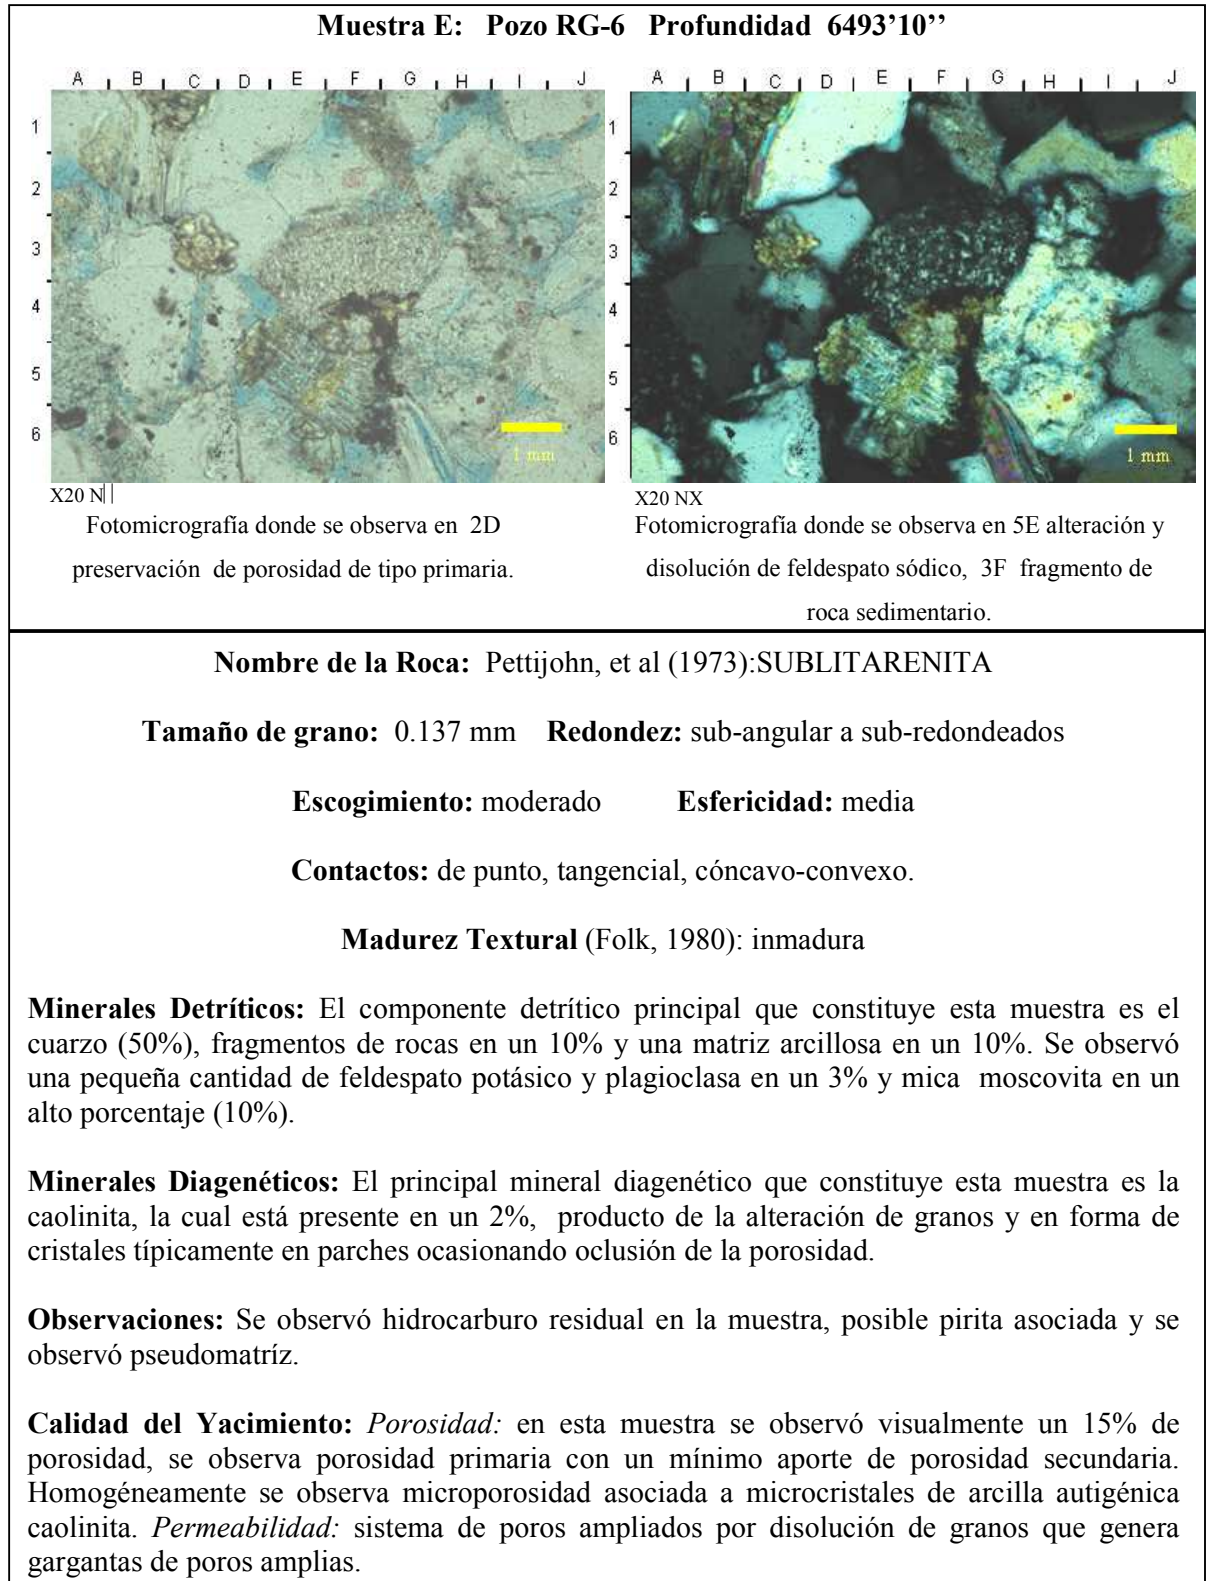 Muestra E: Pozo RG-6 Profundidad 6493’10’’
A B C D E F G H I J
A B C D E F G H I J
1
2
3
4
5
6
1 mm
1
2
3
4
5
6
1 mm
X20 N||
Fotomicrografía donde se observa en 2D
preservación de porosidad de tipo primaria.
X20 NX
Fotomicrografía donde se observa en 5E alteración y
disolución de feldespato sódico, 3F fragmento de
roca sedimentario.
Nombre de la Roca: Pettijohn, et al (1973):SUBLITARENITA
Tamaño de grano: 0.137 mm Redondez: sub-angular a sub-redondeados
Escogimiento: moderado Esfericidad: media
Contactos: de punto, tangencial, cóncavo-convexo.
Madurez Textural (Folk, 1980): inmadura
Minerales Detríticos: El componente detrítico principal que constituye esta muestra es el
cuarzo (50%), fragmentos de rocas en un 10% y una matriz arcillosa en un 10%. Se observó
una pequeña cantidad de feldespato potásico y plagioclasa en un 3% y mica moscovita en un
alto porcentaje (10%).
Minerales Diagenéticos: El principal mineral diagenético que constituye esta muestra es la
caolinita, la cual está presente en un 2%, producto de la alteración de granos y en forma de
cristales típicamente en parches ocasionando oclusión de la porosidad.
Observaciones: Se observó hidrocarburo residual en la muestra, posible pirita asociada y se
observó pseudomatríz.
Calidad del Yacimiento: Porosidad: en esta muestra se observó visualmente un 15% de
porosidad, se observa porosidad primaria con un mínimo aporte de porosidad secundaria.
Homogéneamente se observa microporosidad asociada a microcristales de arcilla autigénica
caolinita. Permeabilidad: sistema de poros ampliados por disolución de granos que genera
gargantas de poros amplias.